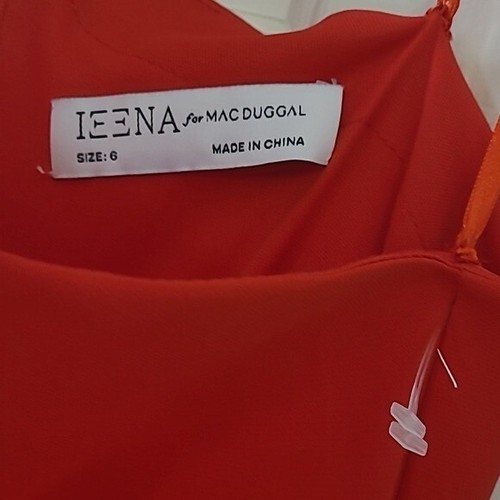 IEENA for MAC DUGGAL
SIZE: 6
MADE IN CHINA